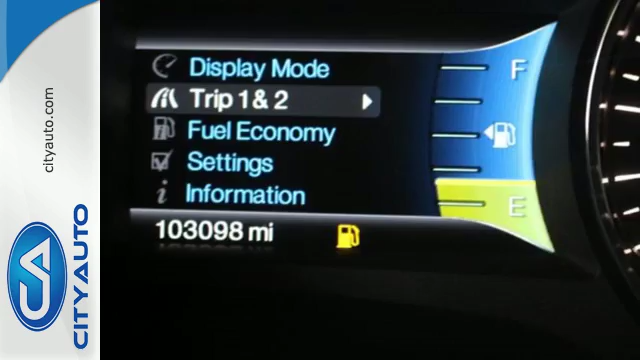 cityauto.com
CITYAUTO
Display Mode
Trip 1 & 2
Fuel Economy
Settings
Information
103098 mi
F
E